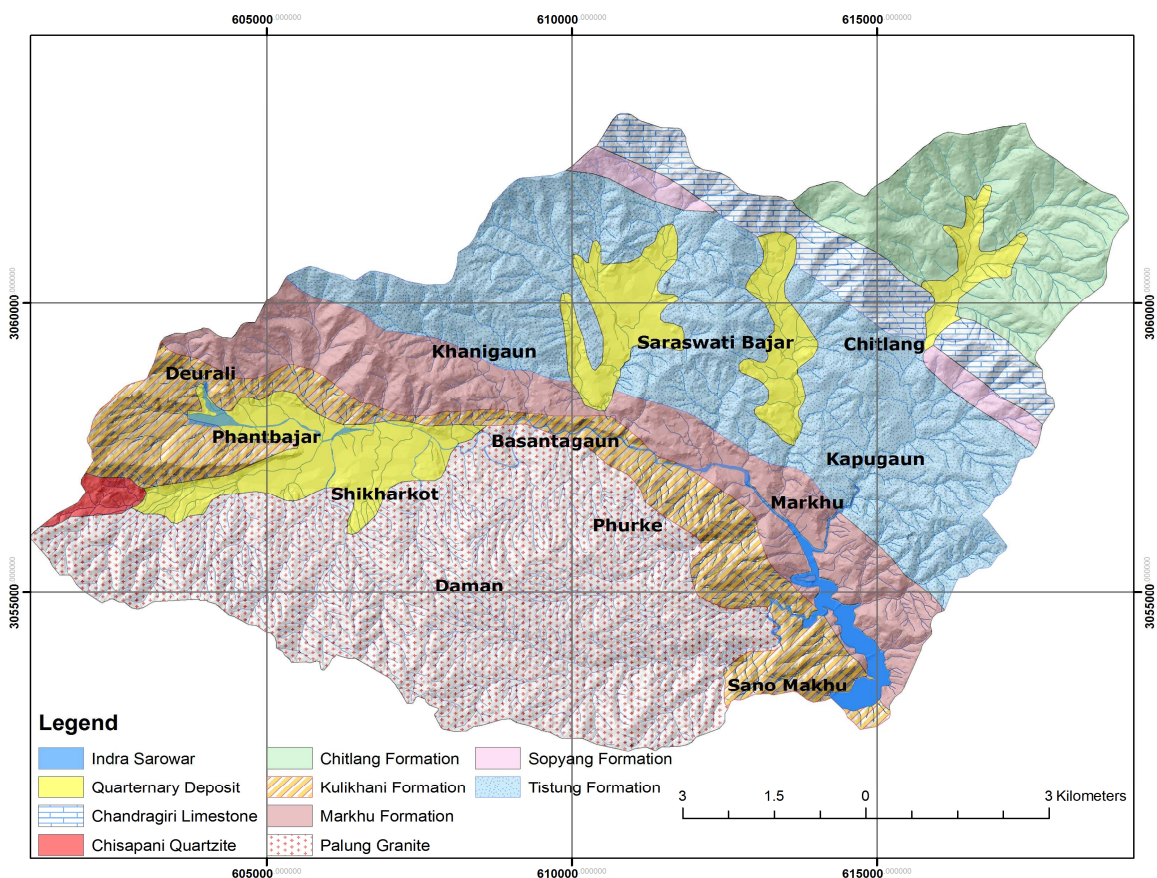 605000.000000 610000.000000 615000.000000
3060000.000000
3060000.000000
Khanigaun
Saraswati Bajar
Chitlang
Deurali
Phantbajar
Basantagaun
Kapugaun
Shikharkot
Markhu
Phurke
Daman
3055000.000000
3055000.000000
Sano Makhu
Legend
Indra Sarowar
Quarternary Deposit
Chandragiri Limestone
Chisapani Quartzite
Chitlang Formation
Kulikhani Formation
Markhu Formation
Palung Granite
Sopyang Formation
Tistung Formation
3 1.5 0 3 Kilometers
605000.000000 610000.000000 615000.000000